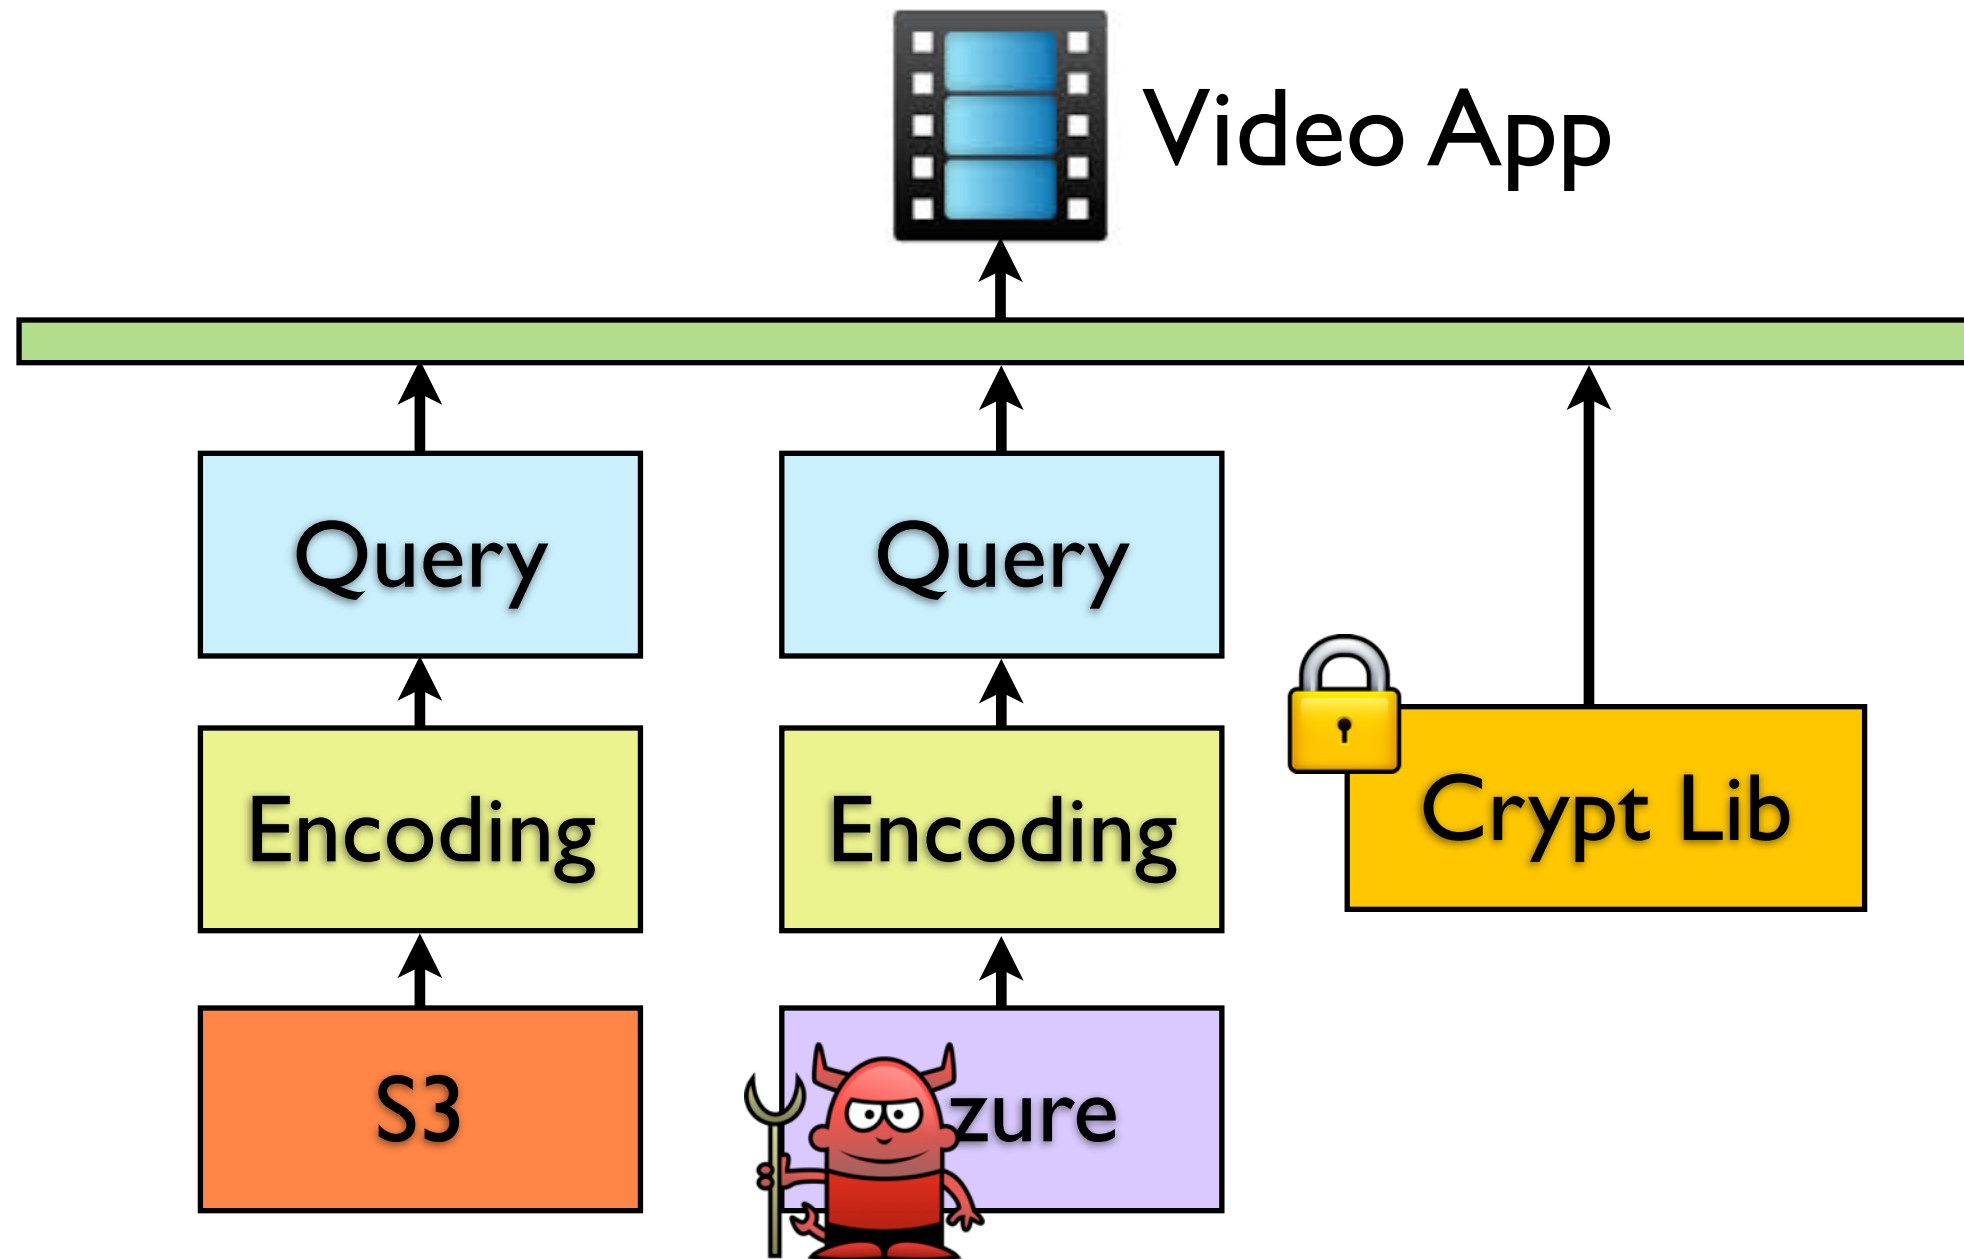 Video App
Query
Query
Encoding
Encoding
Crypt Lib
S3
zure